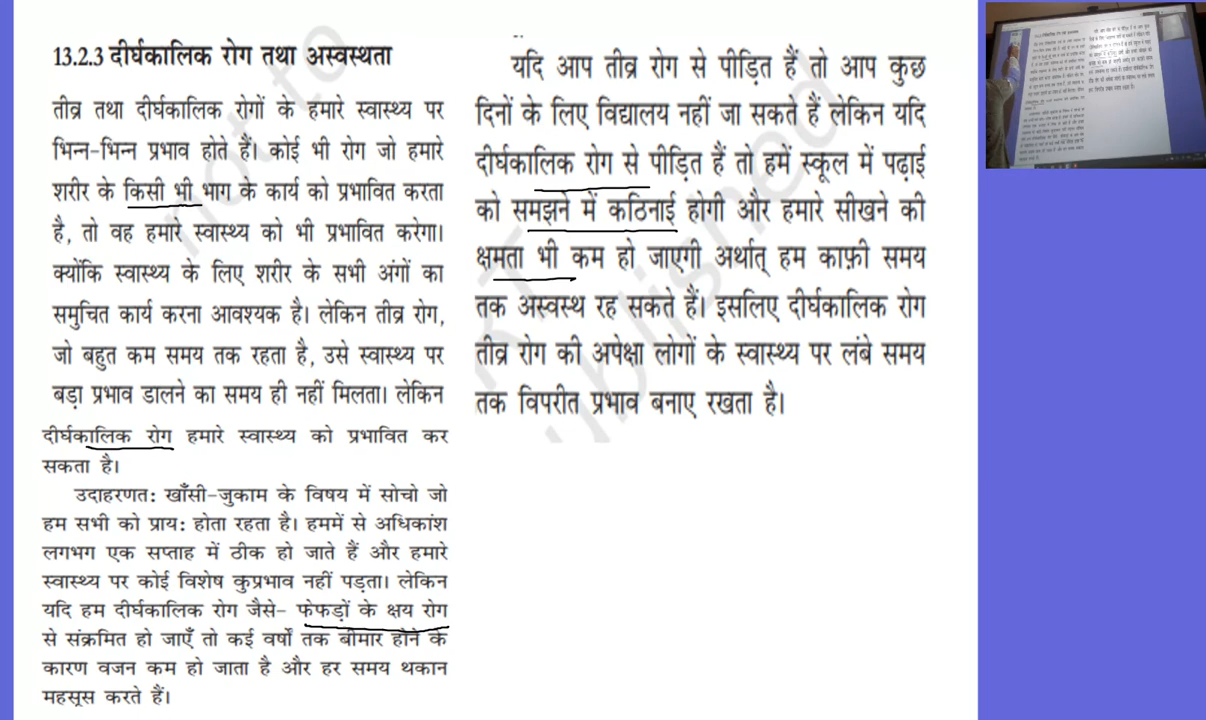 13.2.3 दीर्घकालिक रोग तथा अस्वस्थता
तीव्र तथा दीर्घकालिक रोगों के हमारे स्वास्थ्य पर
भिन्न-भिन्न प्रभाव होते हैं। कोई भी रोग जो हमारे
शरीर के किसी भी भाग के कार्य को प्रभावित करता
है, तो वह हमारे स्वास्थ्य को भी प्रभावित करेगा।
क्योंकि स्वास्थ्य के लिए शरीर के सभी अंगों का
समुचित कार्य करना आवश्यक है। लेकिन तीव्र रोग,
जो बहुत कम समय तक रहता है, उसे स्वास्थ्य पर
बड़ा प्रभाव डालने का समय ही नहीं मिलता। लेकिन
दीर्घकालिक रोग हमारे स्वास्थ्य को प्रभावित कर
सकता है।
उदाहरणत: खाँसी-जुकाम के विषय में सोचो जो
हम सभी को प्राय: होता रहता है। हममें से अधिकांश
लगभग एक सप्ताह में ठीक हो जाते हैं और हमारे
स्वास्थ्य पर कोई विशेष कुप्रभाव नहीं पड़ता। लेकिन
यदि हम दीर्घकालिक रोग जैसे- फेफड़ों के क्षय रोग
से संक्रमित हो जाएँ तो कई वर्षों तक बीमार होने के
कारण वजन कम हो जाता है और हर समय थकान
महसूस करते हैं।
यदि आप तीव्र रोग से पीड़ित हैं तो आप कुछ
दिनों के लिए विद्यालय नहीं जा सकते हैं लेकिन यदि
दीर्घकालिक रोग से पीड़ित हैं तो हमें स्कूल में पढ़ाई
को समझने में कठिनाई होगी और हमारे सीखने की
क्षमता भी कम हो जाएगी अर्थात् हम काफ़ी समय
तक अस्वस्थ रह सकते हैं। इसलिए दीर्घकालिक रोग
तीव्र रोग की अपेक्षा लोगों के स्वास्थ्य पर लंबे समय
तक विपरीत प्रभाव बनाए रखता है।
not to
published